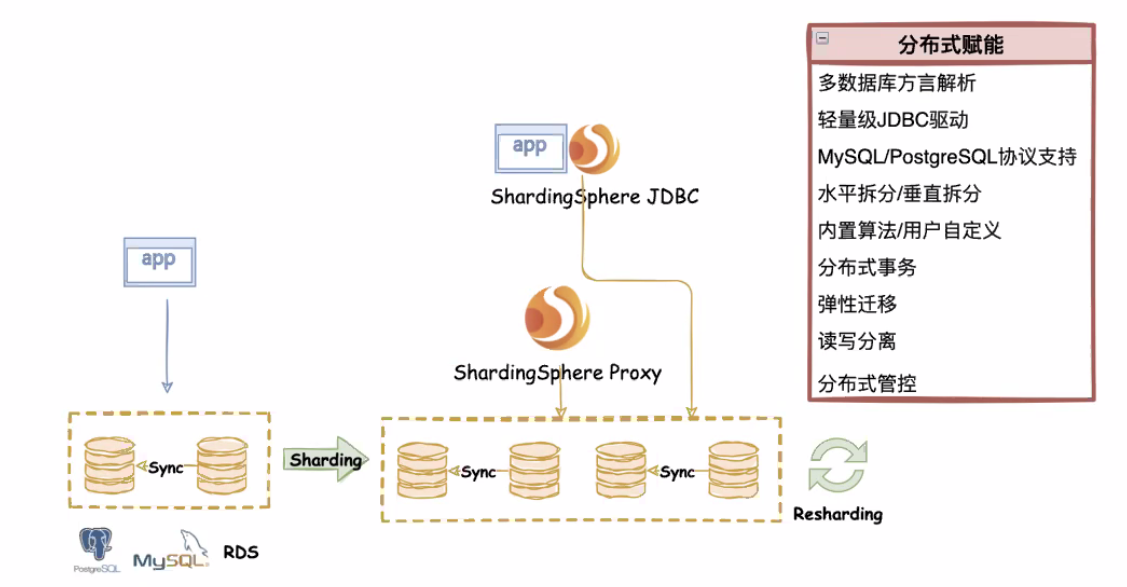 分布式赋能
多数据库方言解析
轻量级JDBC驱动
MySQL/PostgreSQL协议支持
水平拆分/垂直拆分
内置算法/用户自定义
分布式事务
弹性迁移
读写分离
分布式管控
app
ShardingSphere JDBC
app
ShardingSphere Proxy
Sync
Sharding
Sync
Sync
Resharding
PostgreSQL
MySQL
RDS